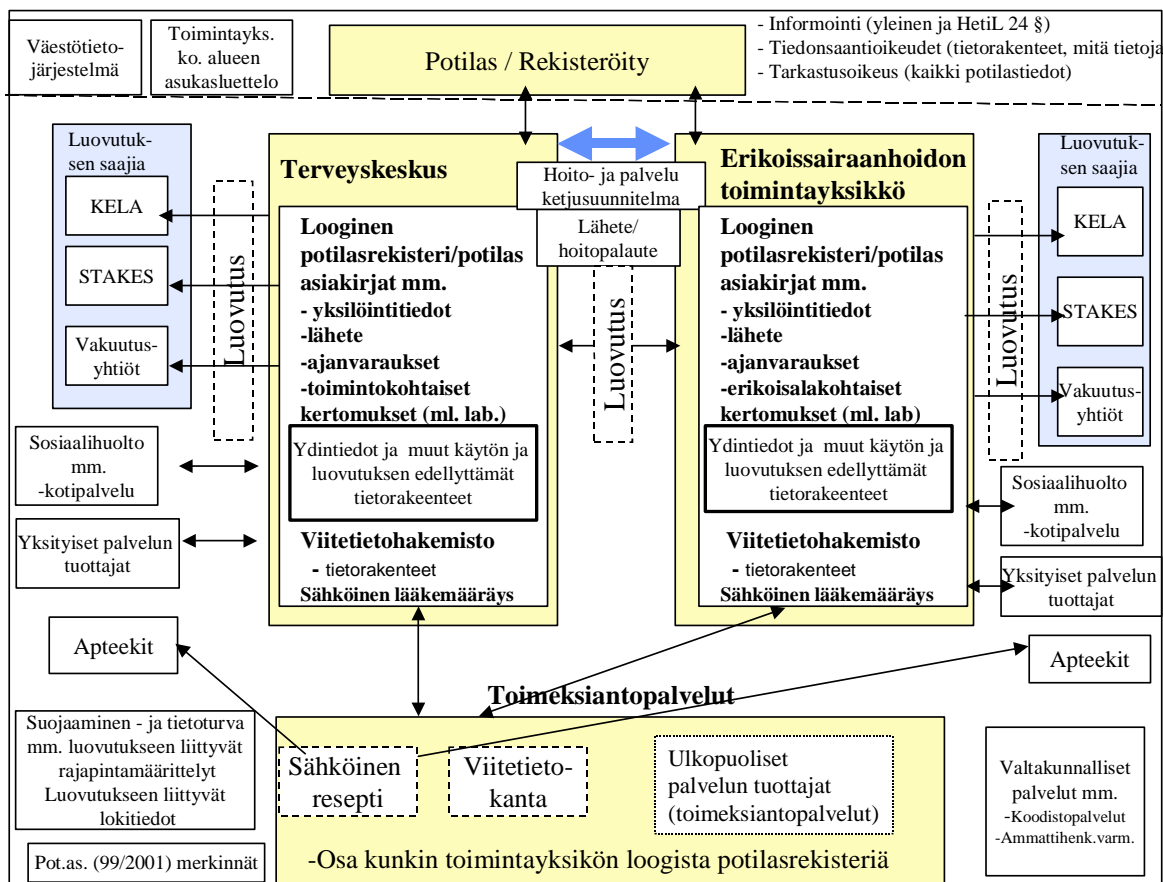 Väestötieto-
järjestelmä
Toimintayks.
ko. alueen
asukasluettelo
Potilas / Rekisteröity
- Informointi (yleinen ja HetiL 24 §)
- Tiedonsaantioikeudet (tietorakenteet, mitä tietoja
- Tarkastusoikeus (kaikki potilastiedot)
Luovutuk-
sen saajia
KELA
STAKES
Vakuutus-
yhtiöt
Luovutus
Terveyskeskus
Looginen
potilasrekisteri/potilas
asiakirjat mm.
- yksilöintitiedot
-lähete
-ajanvaraukset
-toimintokohtaiset
kertomukset (ml. lab.)
Ydintiedot ja muut käytön ja
luovutuksen edellyttämät
tietorakeenteet
Viitetietohakemisto
- tietorakenteet
Sähköinen lääkemääräys
Hoito- ja palvelu
ketjusuunnitelma
Lähete/
hoitopalaute
Luovutus
Erikoissairaanhoidon
toimintayksikkö
Looginen
potilasrekisteri/potilas
asiakirjat mm.
- yksilöintitiedot
-lähete
-ajanvaraukset
-erikoisalakohtaiset
kertomukset (ml. lab)
Ydintiedot ja muut käytön ja
luovutuksen edellyttämät
tietorakeenteet
Viitetietohakemisto
- tietorakenteet
Sähköinen lääkemääräys
Luovutus
Luovutuk-
sen saajia
KELA
STAKES
Vakuutus-
yhtiöt
Sosiaalihuolto
mm.
-kotipalvelu
Yksityiset palvelun
tuottajat
Apteekit
Sosiaalihuolto
mm.
-kotipalvelu
Yksityiset palvelun
tuottajat
Apteekit
Suojaaminen - ja tietoturva
mm. luovutukseen liittyvät
rajapintamäärittelyt
Luovutukseen liittyvät
lokitiedot
Pot.as. (99/2001) merkinnät
Toimeksiantopalvelut
Sähköinen
resepti
Viitetieto-
kanta
Ulkopuoliset
palvelun tuottajat
(toimeksiantopalvelut)
-Osa kunkin toimintayksikön loogista potilasrekisteriä
Valtakunnalliset
palvelut mm.
-Koodistopalvelut
-Ammattihenk.varm.